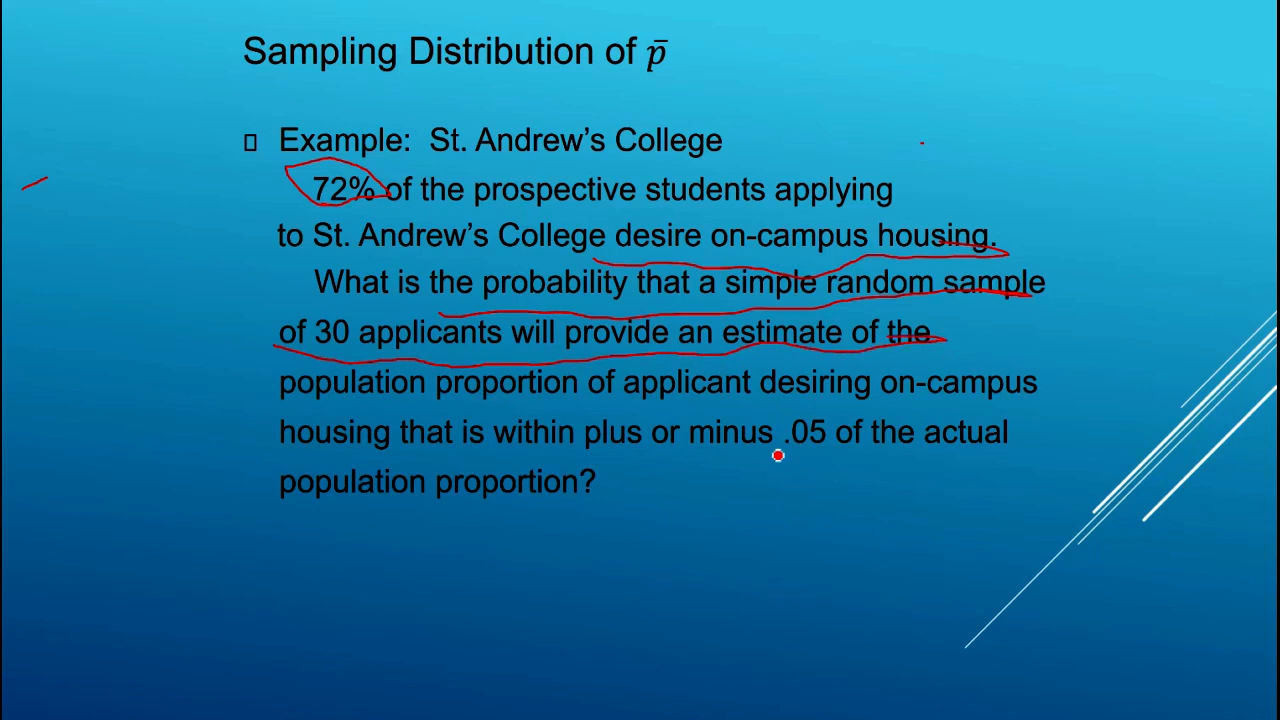 Sampling Distribution of p̄
Example: St. Andrew's College
72% of the prospective students applying
to St. Andrew's College desire on-campus housing.
What is the probability that a simple random sample
of 30 applicants will provide an estimate of the
population proportion of applicant desiring on-campus
housing that is within plus or minus .05 of the actual
population proportion?